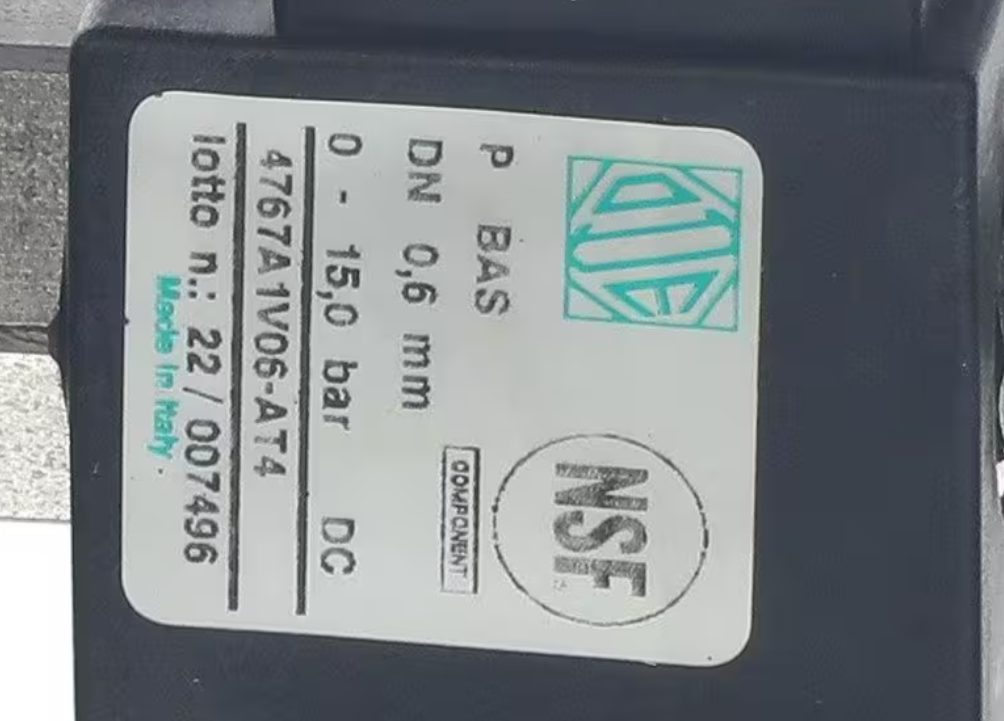 ODE
NSF
P BAS
COMPONENT
DN 0,6 mm
0 - 15,0 bar DC
4767A1V06-AT4
lotto n.: 22/007496
Made in Italy